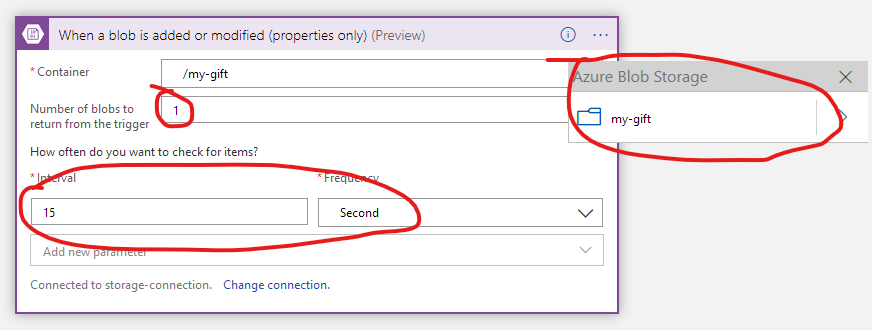 When a blob is added or modified (properties only) (Preview)
* Container
/my-gift
Number of blobs to
return from the trigger
1
How often do you want to check for items?
* Interval
* Frequency
15
Second
Add new parameter
Connected to storage-connection. Change connection.
Azure Blob Storage
my-gift